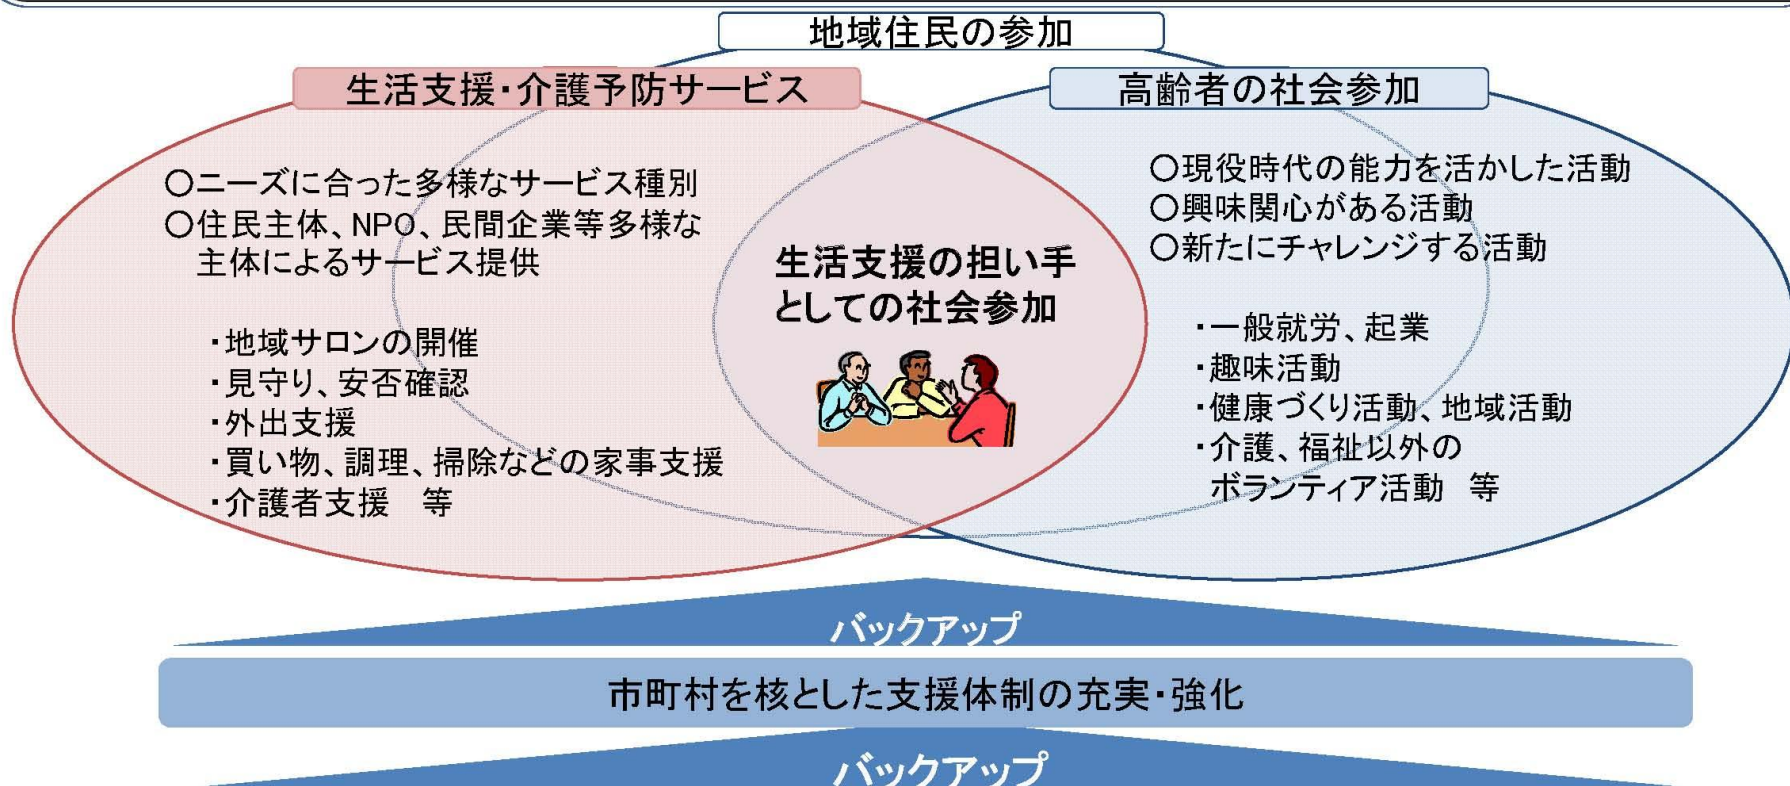 地域住民の参加
生活支援・介護予防サービス
○ニーズに合った多様なサービス種別
○住民主体、NPO、民間企業等多様な
主体によるサービス提供
・地域サロンの開催
・見守り、安否確認
・外出支援
・買い物、調理、掃除などの家事支援
・介護者支援　等
生活支援の担い手
としての社会参加
高齢者の社会参加
○現役時代の能力を活かした活動
○興味関心がある活動
○新たにチャレンジする活動
・一般就労、起業
・趣味活動
・健康づくり活動、地域活動
・介護、福祉以外の
ボランティア活動　等
バックアップ
市町村を核とした支援体制の充実・強化
バックアップ